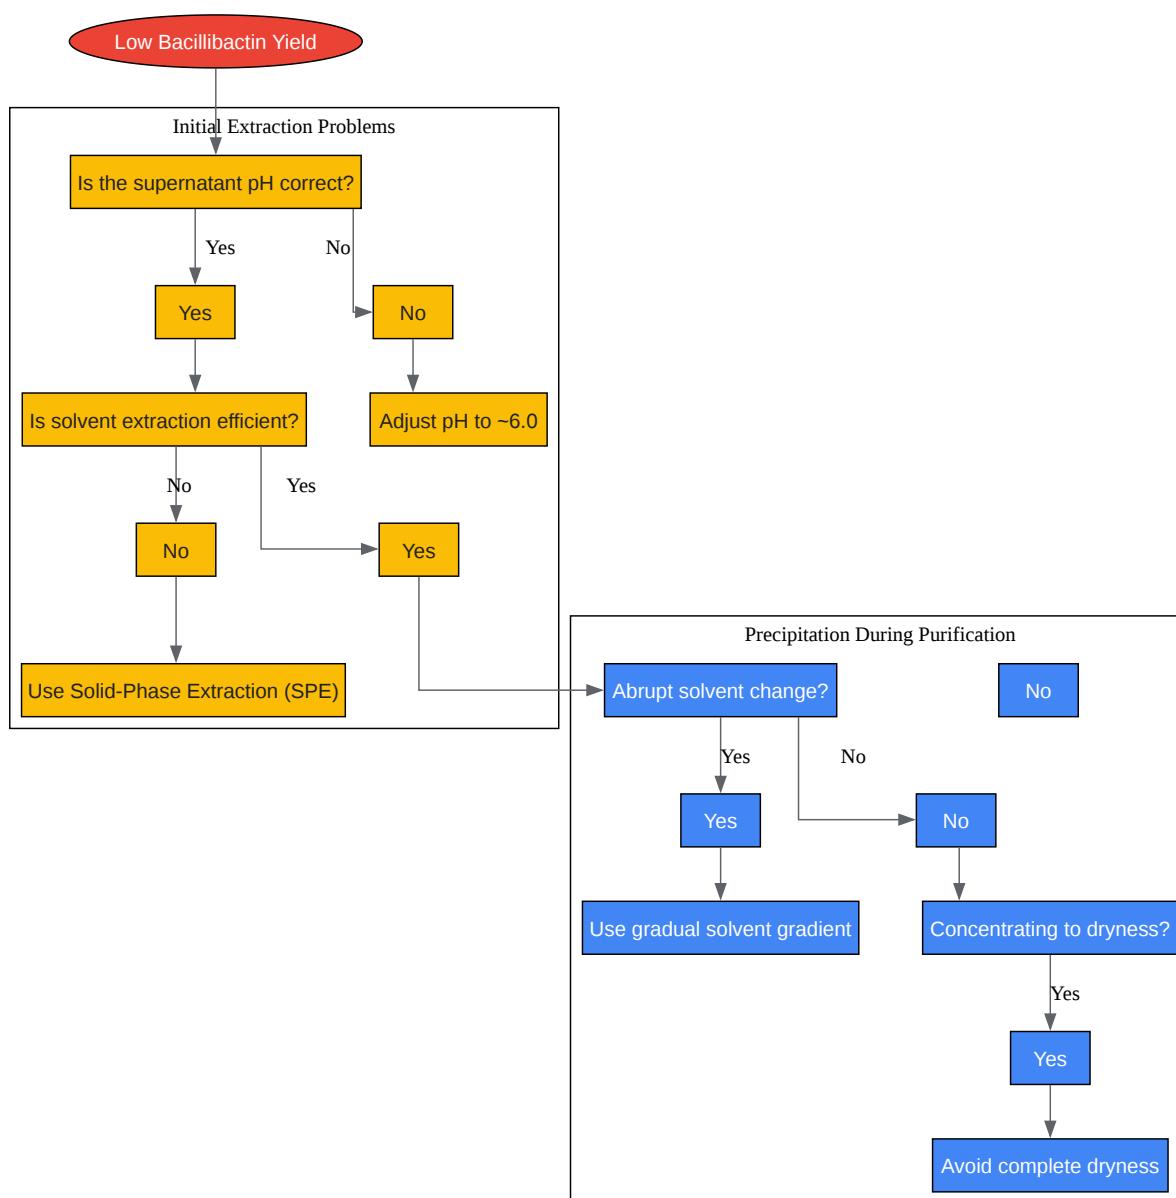 Low Bacillibactin Yield
Initial Extraction Problems
Is the supernatant pH correct?
Yes
No
Yes
No
Is solvent extraction efficient?
Adjust pH to ~6.0
No
Yes
No
Yes
Use Solid-Phase Extraction (SPE)
Precipitation During Purification
Abrupt solvent change?
No
Yes
No
Yes
No
Use gradual solvent gradient
Concentrating to dryness?
Yes
Yes
Avoid complete dryness